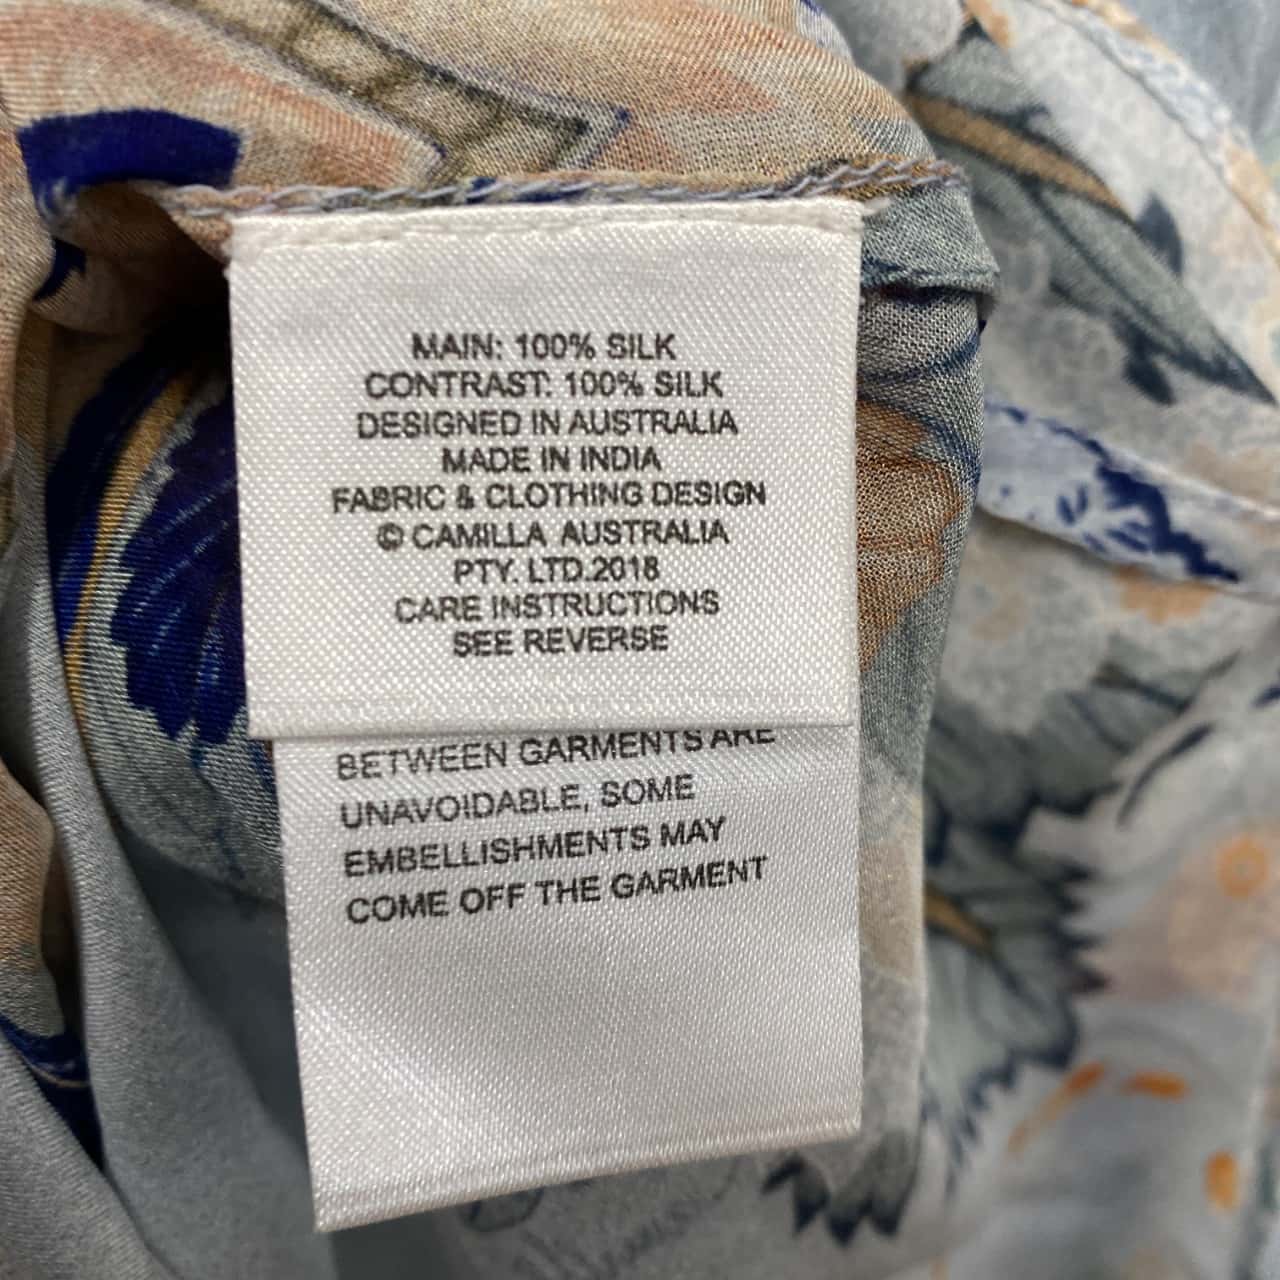 MAIN: 100% SILK
CONTRAST: 100% SILK
DESIGNED IN AUSTRALIA
MADE IN INDIA
FABRIC & CLOTHING DESIGN
© CAMILLA AUSTRALIA
PTY. LTD.2018
CARE INSTRUCTIONS
SEE REVERSE
BETWEEN GARMENTS ARE
UNAVOIDABLE, SOME
EMBELLISHMENTS MAY
COME OFF THE GARMENT